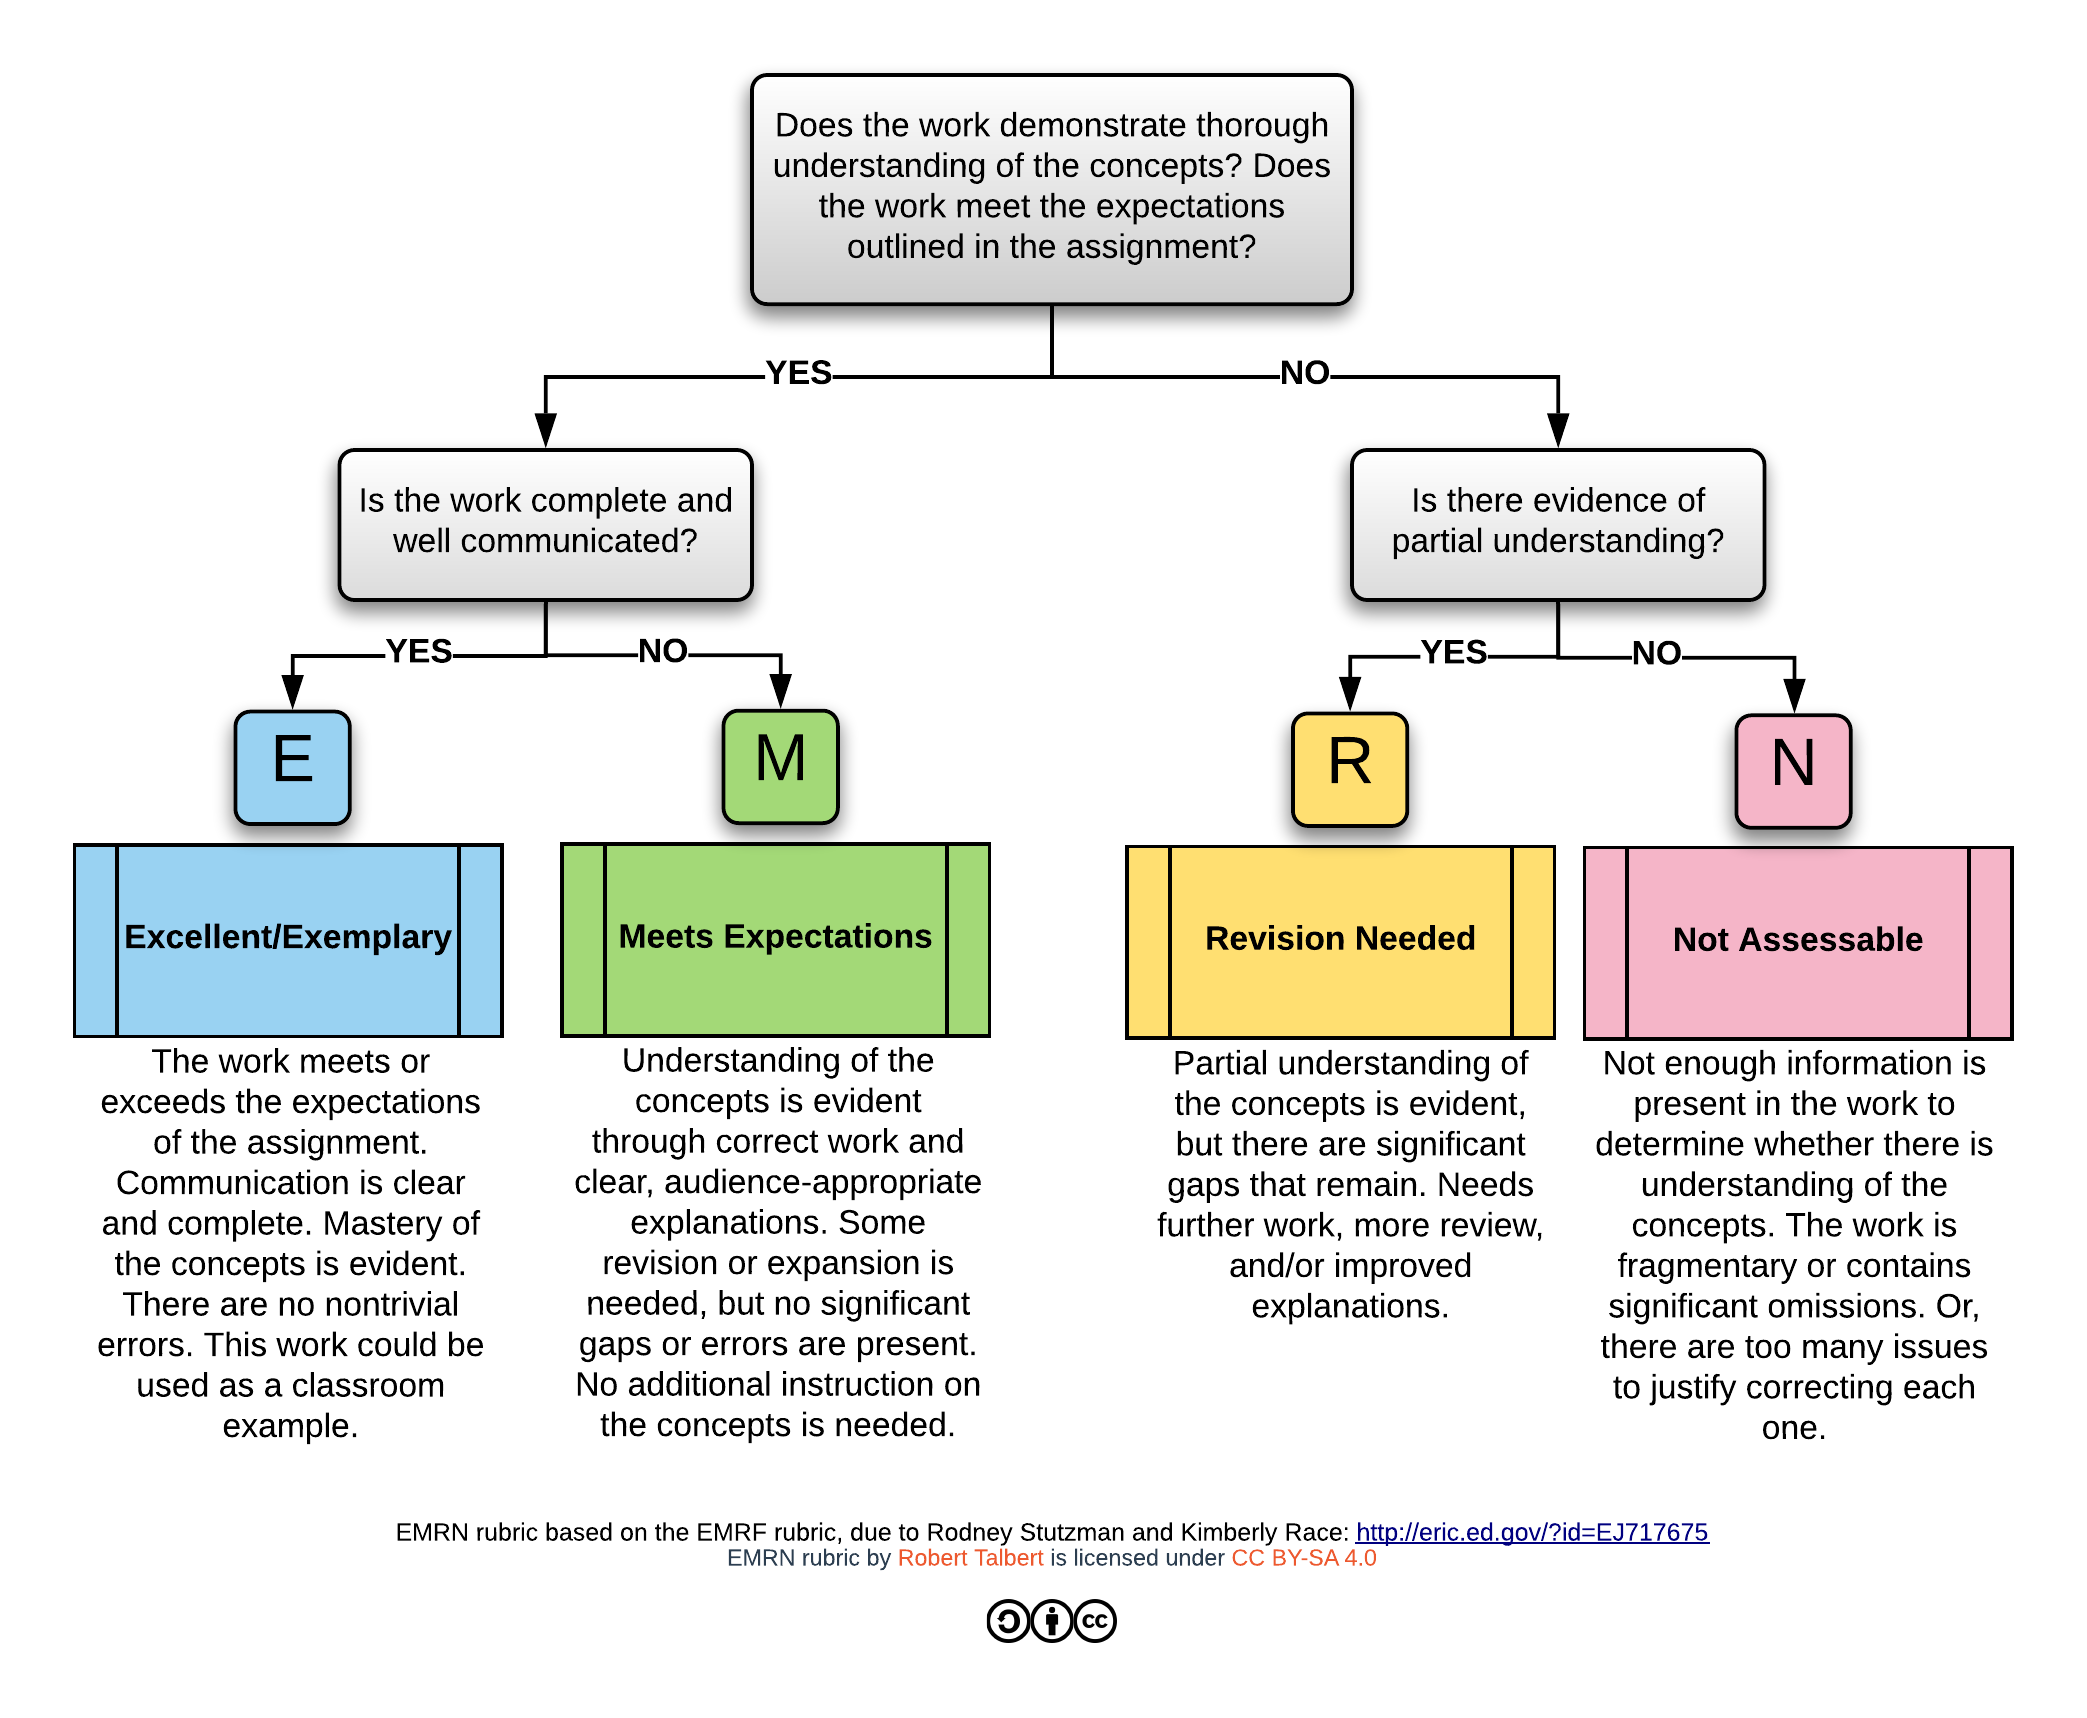 Does the work demonstrate thorough
understanding of the concepts? Does
the work meet the expectations
outlined in the assignment?
YES
NO
Is the work complete and
well communicated?
Is there evidence of
partial understanding?
YES
NO
YES
NO
E
M
R
N
Excellent/Exemplary
Meets Expectations
Revision Needed
Not Assessable
The work meets or
exceeds the expectations
of the assignment.
Communication is clear
and complete. Mastery of
the concepts is evident.
There are no nontrivial
errors. This work could be
used as a classroom
example.
Understanding of the
concepts is evident
through correct work and
clear, audience-appropriate
explanations. Some
revision or expansion is
needed, but no significant
gaps or errors are present.
No additional instruction on
the concepts is needed.
Partial understanding of
the concepts is evident,
but there are significant
gaps that remain. Needs
further work, more review,
and/or improved
explanations.
Not enough information is
present in the work to
determine whether there is
understanding of the
concepts. The work is
fragmentary or contains
significant omissions. Or,
there are too many issues
to justify correcting each
one.
EMRN rubric based on the EMRF rubric, due to Rodney Stutzman and Kimberly Race: http://eric.ed.gov/?id=EJ717675
EMRN rubric by Robert Talbert is licensed under CC BY-SA 4.0
cc